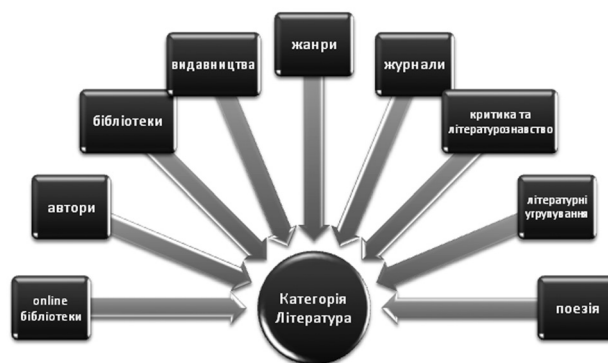 жанри
видавництва
журнали
бібліотеки
критика та
літературознавство
автори
літературні
угрупування
online
бібліотеки
Категорія
Література
поезія